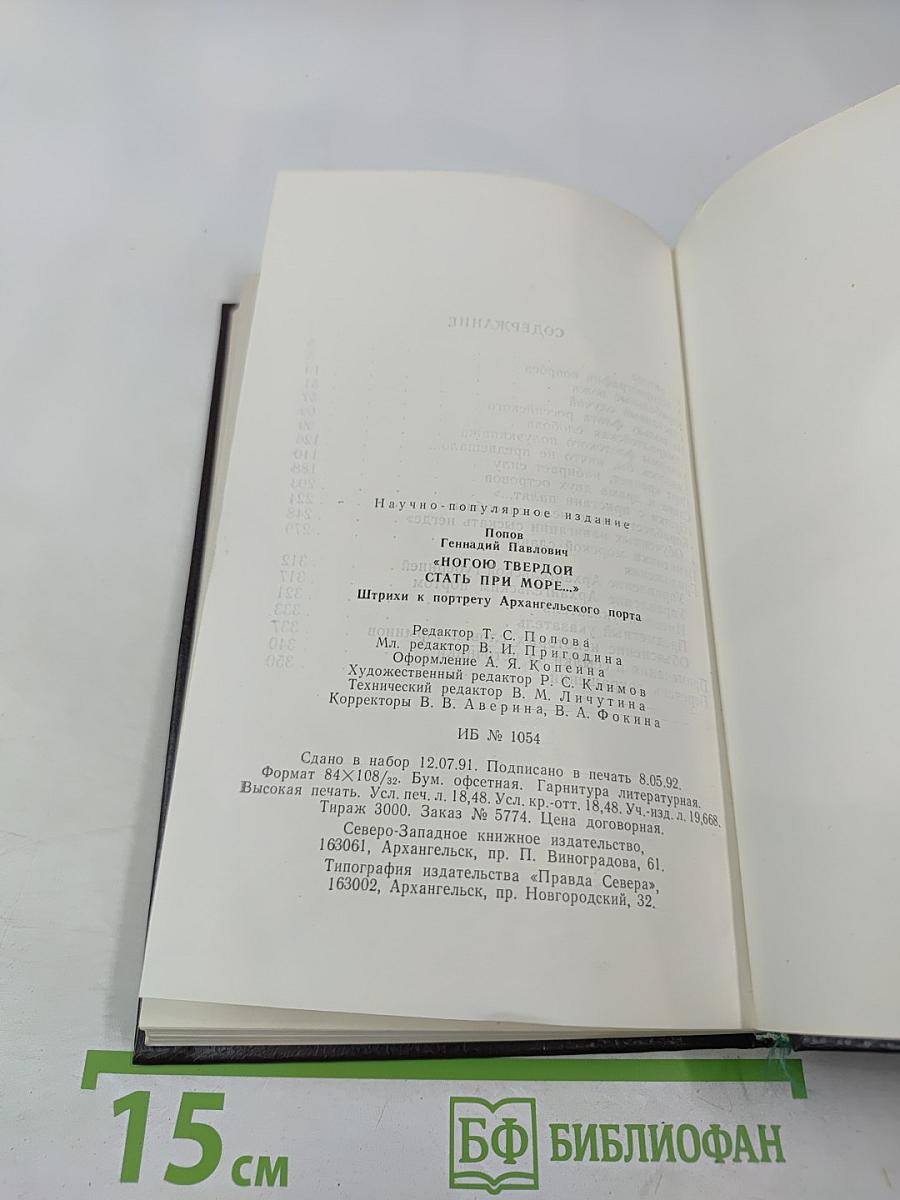 Научно-популярное издание
Попов
Геннадий Павлович
«НОГОЮ ТВЕРДОЙ
СТАТЬ ПРИ МОРЕ...»
Штрихи к портрету Архангельского порта
Редактор Т. С. Попова
Мл. редактор В. И. Пригодина
Оформление А. Я. Копеина
Художественный редактор Р. С. Климов
Технический редактор В. М. Личутина
Корректоры В. В. Аверина, В. А. Фокина
ИБ № 1054
Сдано в набор 12.07.91. Подписано в печать 8.05.92.
Формат 84×108/32. Бум. офсетная. Гарнитура литературная.
Высокая печать. Усл. печ. л. 18,48. Усл. кр.-отт. 18,48. Уч.-изд. л. 19,668.
Тираж 3000. Заказ № 5774. Цена договорная.
Северо-Западное книжное издательство,
163061, Архангельск, пр. П. Виноградова, 61.
Типография издательства «Правда Севера»,
163002, Архангельск, пр. Новгородский, 32.
СОДЕРЖАНИЕ
15 см
БФ БИБЛИОФАН